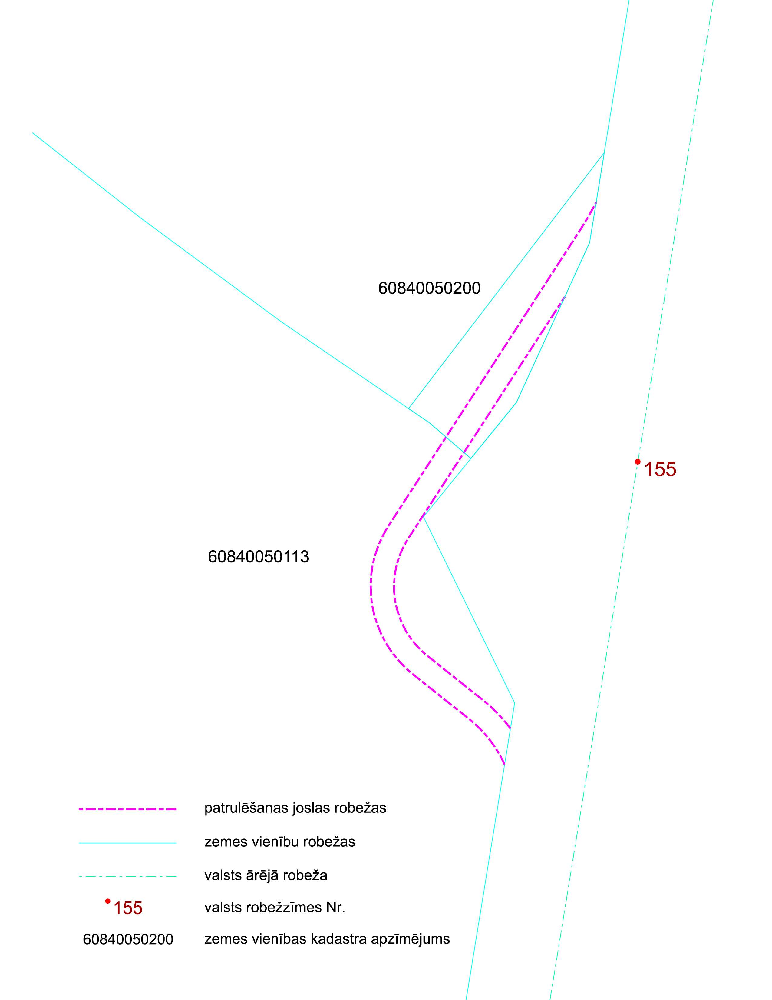 60840050200
155
60840050113
patrulēšanas joslas robežas
zemes vienību robežas
valsts ārējā robeža
155 valsts robežzīmes Nr.
60840050200 zemes vienības kadastra apzīmējums